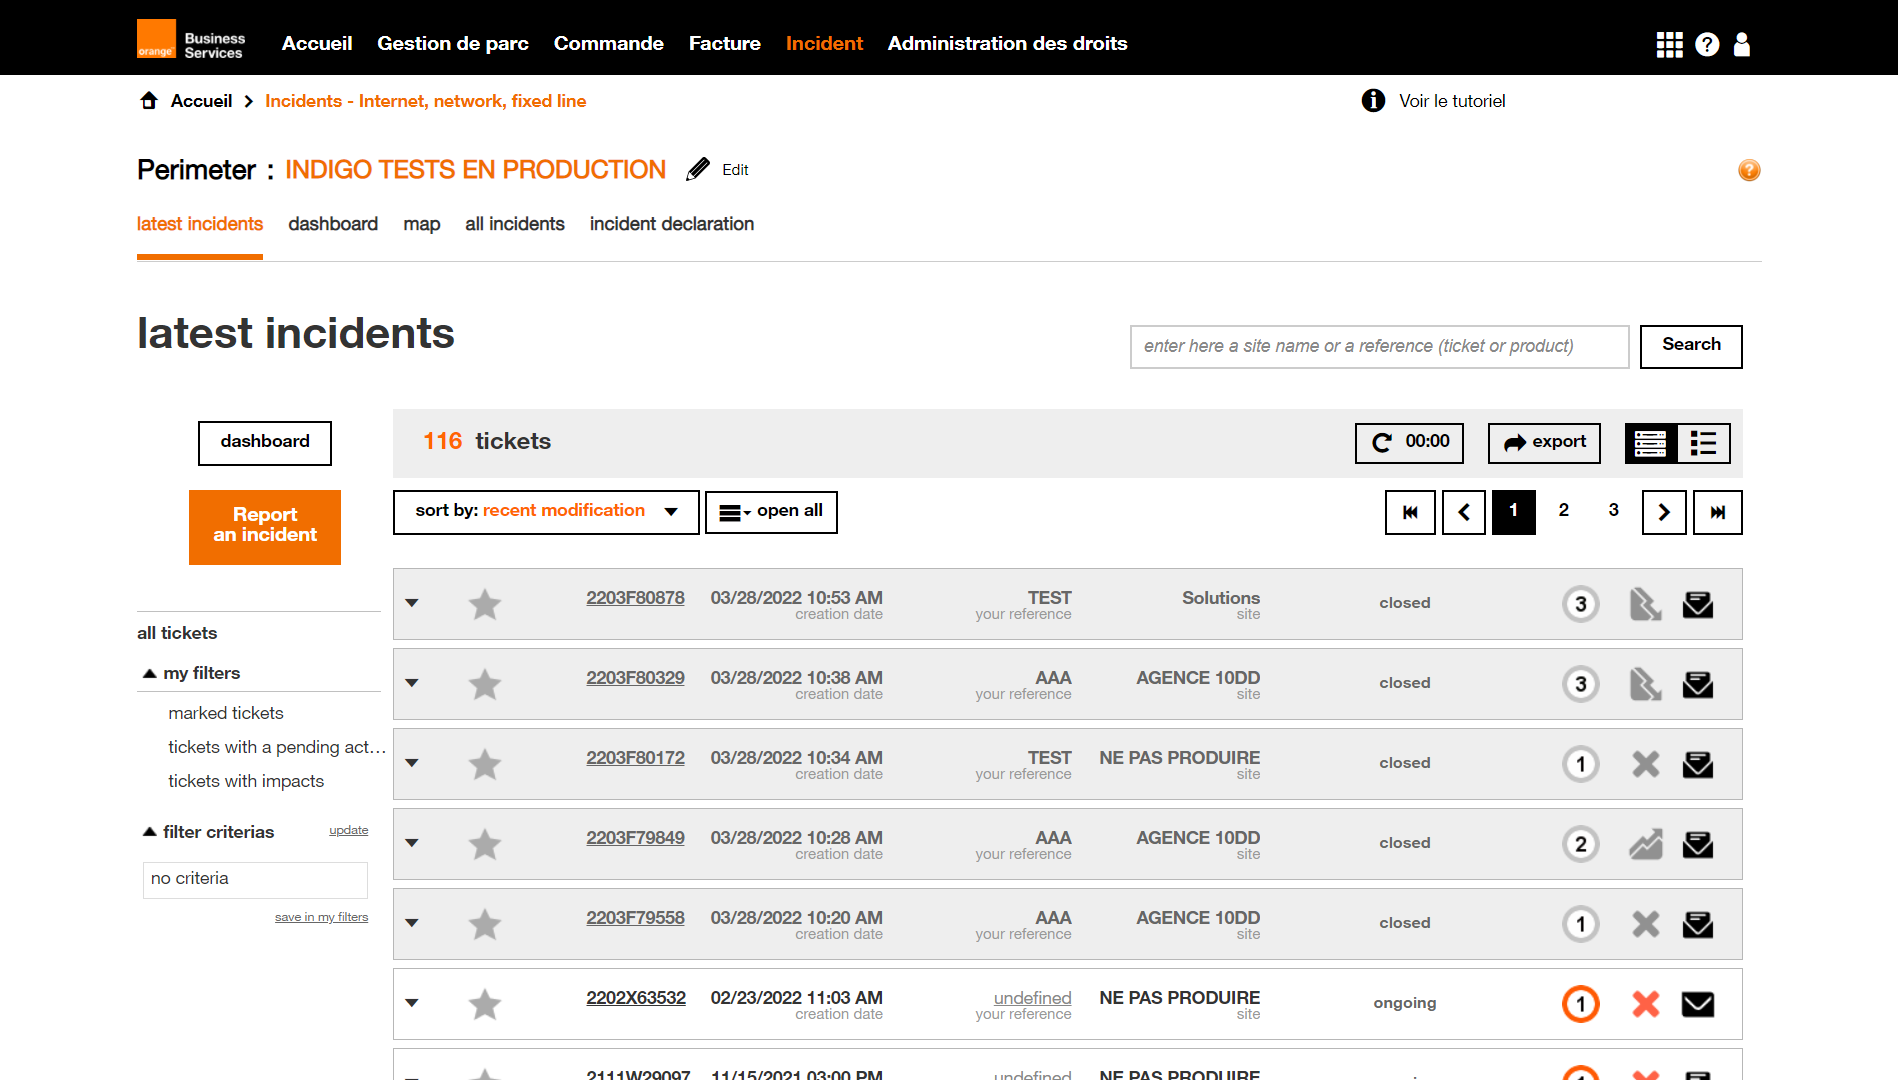 orange Business Services Accueil Gestion de parc Commande Facture Incident Administration des droits ?
Accueil Incidents - Internet, network, fixed line Voir le tutoriel
Perimeter : INDIGO TESTS EN PRODUCTION Edit ?
latest incidents dashboard map all incidents incident declaration
latest incidents
enter here a site name or a reference (ticket or product) Search
dashboard
Report
an incident
all tickets
my filters
marked tickets
tickets with a pending act...
tickets with impacts
filter criterias update
no criteria
save in my filters
116 tickets 00:00 export
sort by: recent modification open all 1 2 3
2203F80878 03/28/2022 10:53 AM TEST Solutions closed 3
creation date your reference site
2203F80329 03/28/2022 10:38 AM AAA AGENCE 10DD closed 3
creation date your reference site
2203F80172 03/28/2022 10:34 AM TEST NE PAS PRODUIRE closed 1
creation date your reference site
2203F79849 03/28/2022 10:28 AM AAA AGENCE 10DD closed 2
creation date your reference site
2203F79558 03/28/2022 10:20 AM AAA AGENCE 10DD closed 1
creation date your reference site
2202X63532 02/23/2022 11:03 AM undefined NE PAS PRODUIRE ongoing 1
creation date your reference site
2111W29097 11/15/2021 03:00 PM undefined NE PAS PRODUIRE